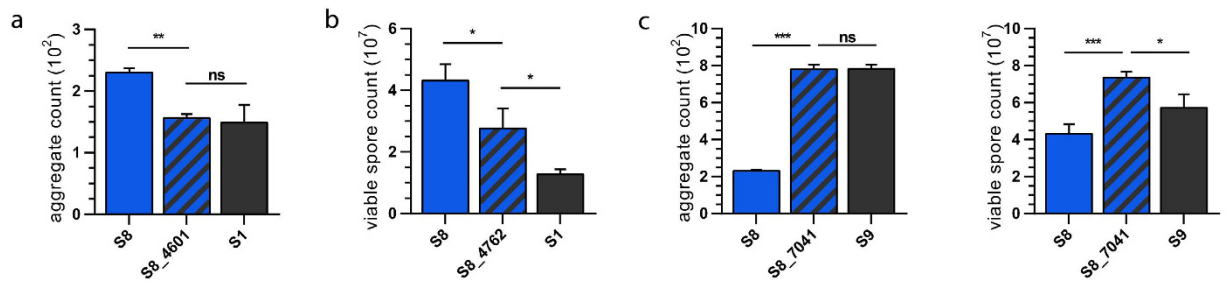 a
aggregate count (10²)
3
2
1
0
**
ns
S8
S8_4601
S1
b
viable spore count (10⁷)
6
4
2
0
*
*
S8
S8_4762
S1
c
aggregate count (10²)
10
8
6
4
2
0
***
ns
S8
S8_7041
S9
viable spore count (10⁷)
10
8
6
4
2
0
***
*
S8
S8_7041
S9